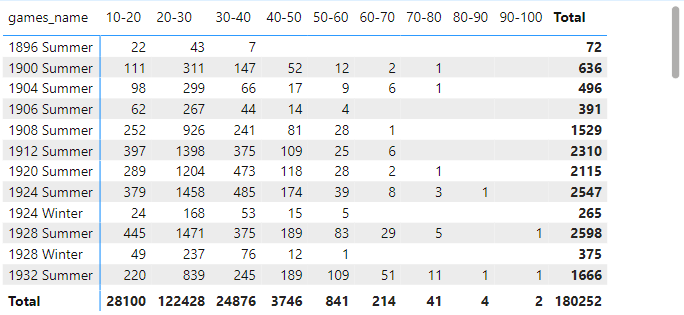 games_name 10-20 20-30 30-40 40-50 50-60 60-70 70-80 80-90 90-100 Total
1896 Summer 22 43 7 72
1900 Summer 111 311 147 52 12 2 1 636
1904 Summer 98 299 66 17 9 6 1 496
1906 Summer 62 267 44 14 4 391
1908 Summer 252 926 241 81 28 1 1529
1912 Summer 397 1398 375 109 25 6 2310
1920 Summer 289 1204 473 118 28 2 1 2115
1924 Summer 379 1458 485 174 39 8 3 1 2547
1924 Winter 24 168 53 15 5 265
1928 Summer 445 1471 375 189 83 29 5 1 2598
1928 Winter 49 237 76 12 1 375
1932 Summer 220 839 245 189 109 51 11 1 1 1666
Total 28100 122428 24876 3746 841 214 41 4 2 180252